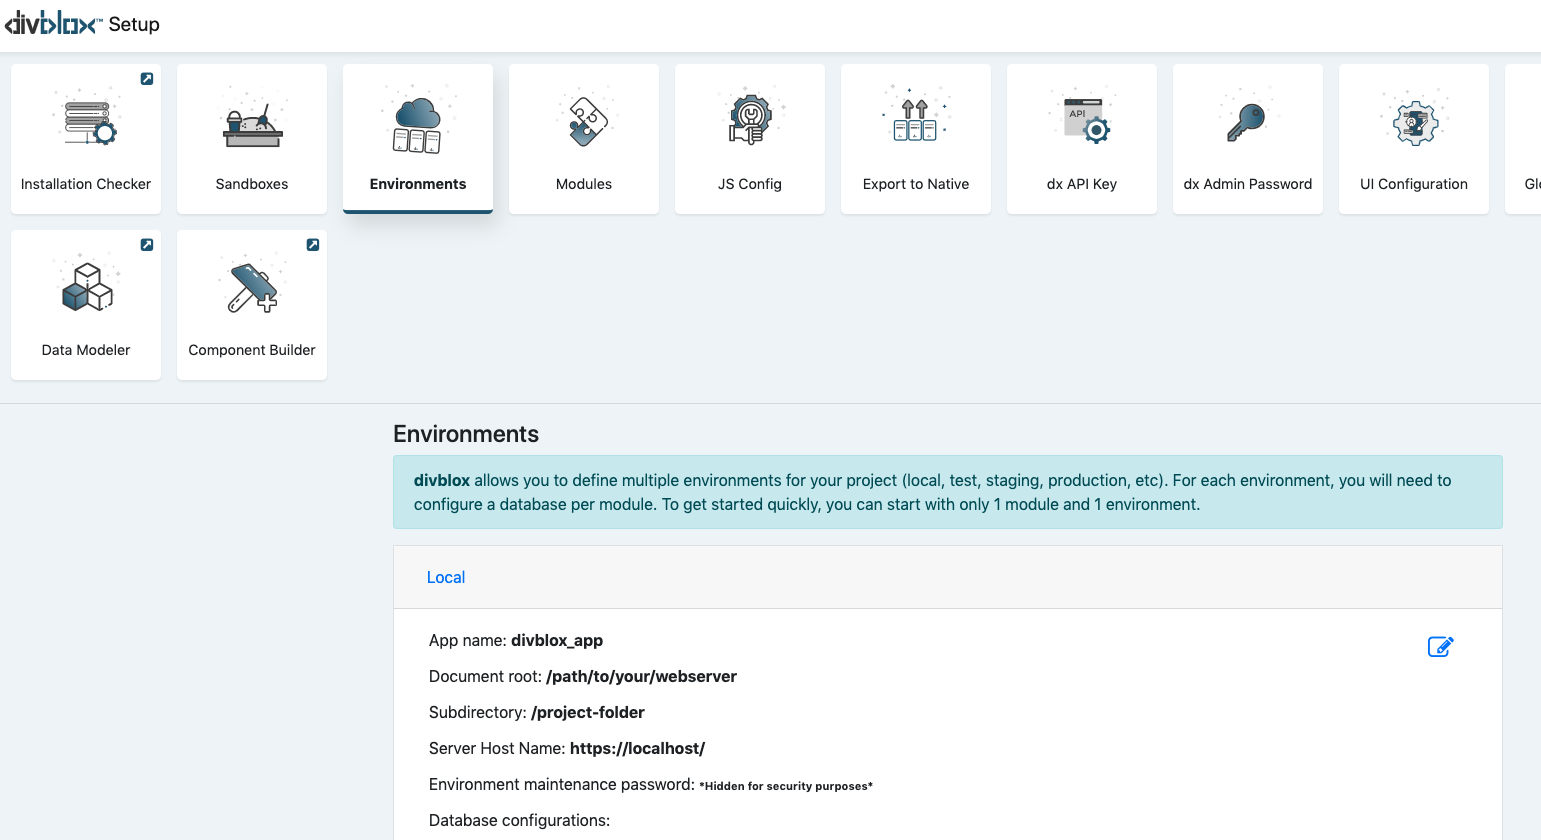 divblox™ Setup
Installation Checker
Sandboxes
Environments
Modules
JS Config
Export to Native
API
dx API Key
dx Admin Password
UI Configuration
Glo
Data Modeler
Component Builder
Environments
divblox allows you to define multiple environments for your project (local, test, staging, production, etc). For each environment, you will need to
configure a database per module. To get started quickly, you can start with only 1 module and 1 environment.
Local
App name: divblox_app
Document root: /path/to/your/webserver
Subdirectory: /project-folder
Server Host Name: https://localhost/
Environment maintenance password: *Hidden for security purposes*
Database configurations: